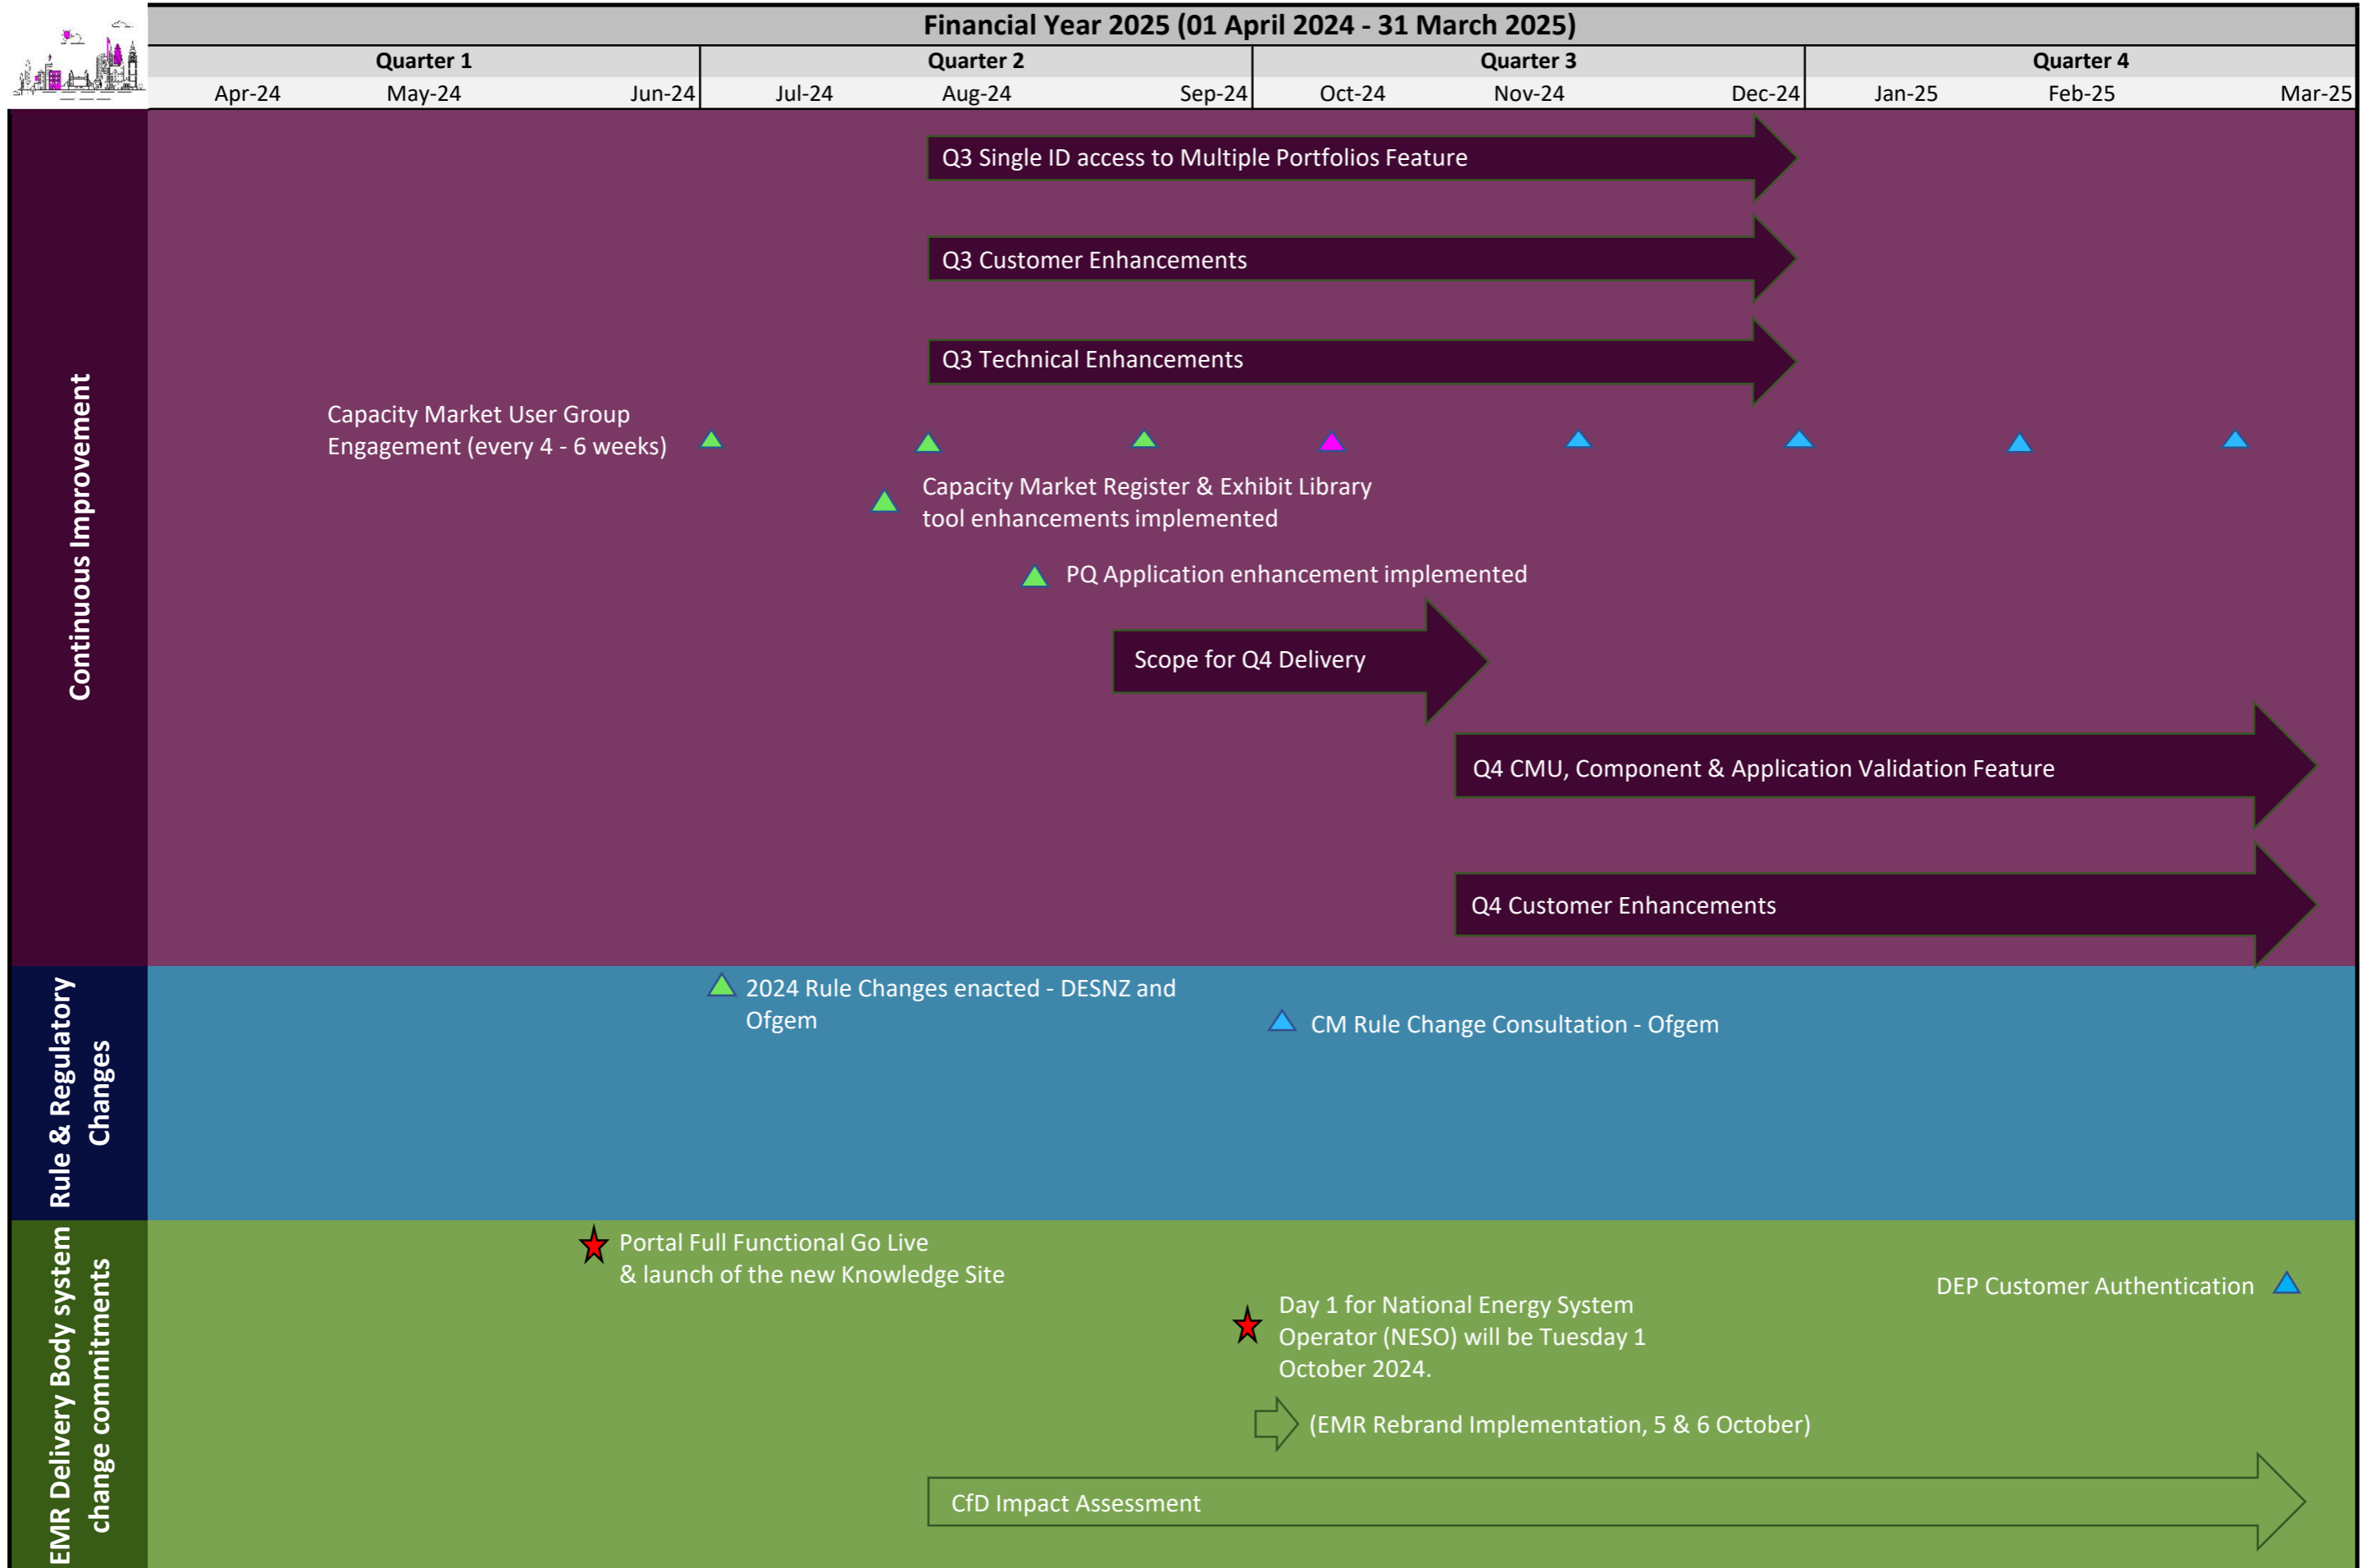 Financial Year 2025 (01 April 2024 - 31 March 2025)
Quarter 1
Quarter 2
Quarter 3
Quarter 4
Apr-24
May-24
Jun-24
Jul-24
Aug-24
Sep-24
Oct-24
Nov-24
Dec-24
Jan-25
Feb-25
Mar-25
Continuous Improvement
Q3 Single ID access to Multiple Portfolios Feature
Q3 Customer Enhancements
Q3 Technical Enhancements
Capacity Market User Group
Engagement (every 4 - 6 weeks)
Capacity Market Register & Exhibit Library
tool enhancements implemented
PQ Application enhancement implemented
Scope for Q4 Delivery
Q4 CMU, Component & Application Validation Feature
Q4 Customer Enhancements
Rule & Regulatory
Changes
2024 Rule Changes enacted - DESNZ and
Ofgem
CM Rule Change Consultation - Ofgem
EMR Delivery Body system
change commitments
Portal Full Functional Go Live
& launch of the new Knowledge Site
DEP Customer Authentication
Day 1 for National Energy System
Operator (NESO) will be Tuesday 1
October 2024.
(EMR Rebrand Implementation, 5 & 6 October)
CfD Impact Assessment